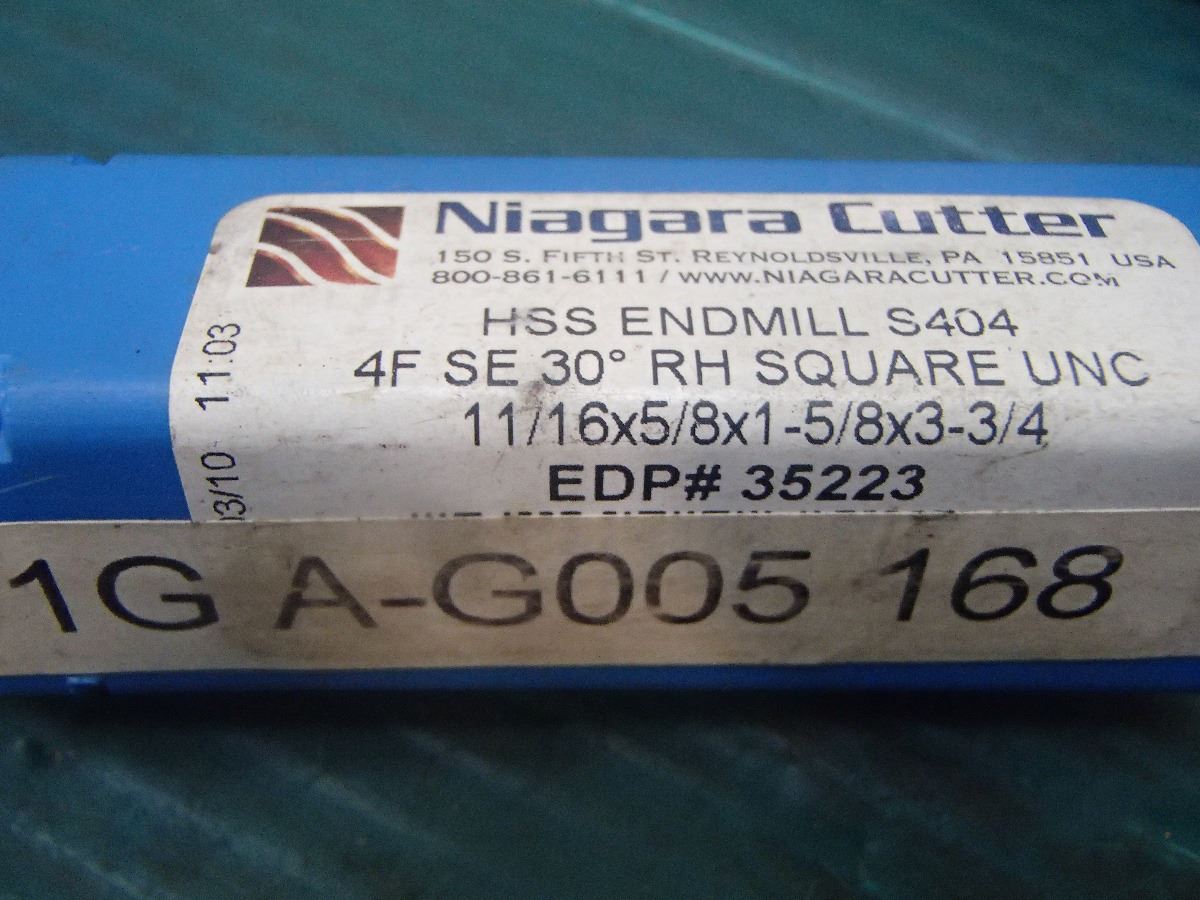 Niagara Cutter
150 S. FIFTH ST. REYNOLDSVILLE, PA 15851 USA
800-861-6111 / WWW.NIAGARACUTTER.COM
HSS ENDMILL S404
4F SE 30° RH SQUARE UNC
11/16x5/8x1-5/8x3-3/4
EDP# 35223
03/10 11:03
1G A-G005 168